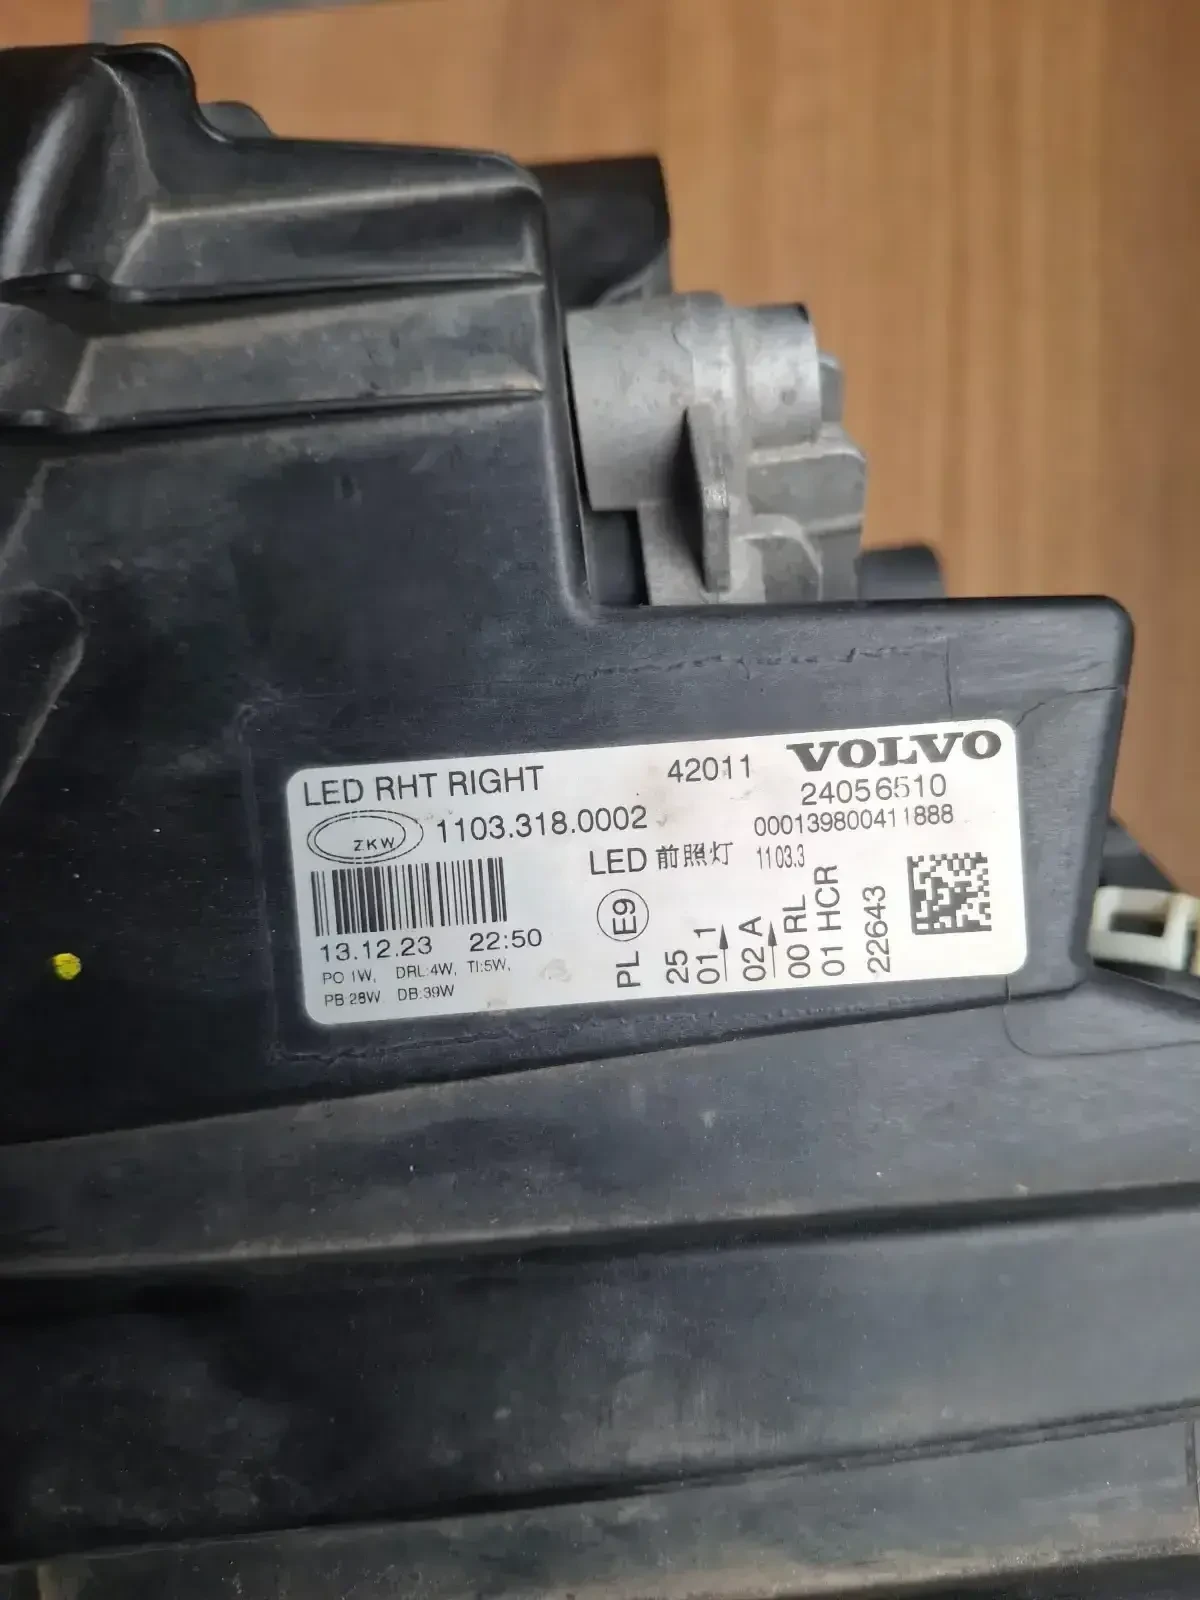 LED RHT RIGHT 42011 VOLVO
24056510
ZKW 1103.318.0002 000139800411888
LED 前照灯 1103.3
13.12.23 22:50
PO 1W, DRL:4W, TI:5W,
PB:28W DB:39W
PL E9
25
01 1
02 A
00 RL
01 HCR
22643